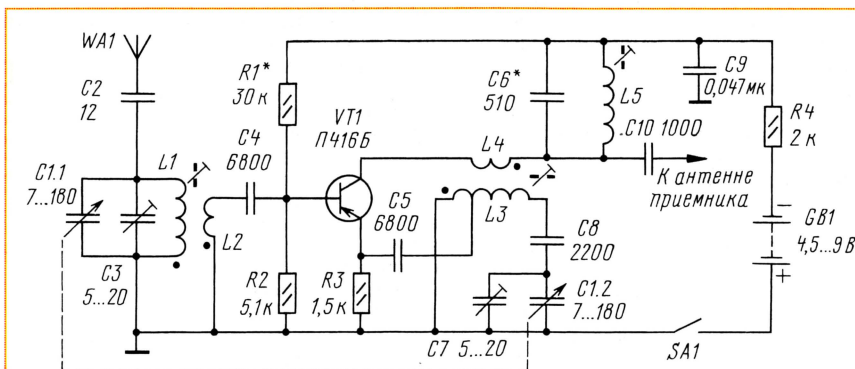 WA1
C2
12
C1.1
7...180
C3
5...20
L1
L2
C4
6800
R1*
30 к
R2
5,1к
VT1
П416Б
R3
1,5к
C5
6800
L4
L3
C6*
510
L5
C9
0,047мк
.C10 1000
К антенне
приемника
R4
2 к
C8
2200
C1.2
7...180
C7 5...20
GB1
4,5...9 В
−
+
SA1